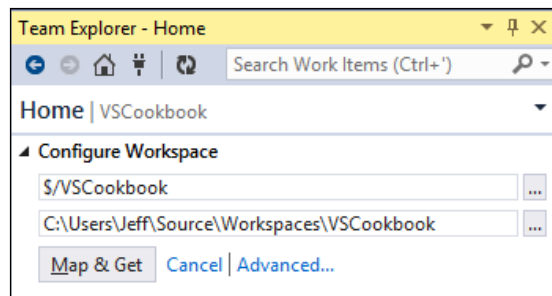 Team Explorer - Home
Search Work Items (Ctrl+')
Home | VSCookbook
Configure Workspace
$/VSCookbook
...
C:\Users\Jeff\Source\Workspaces\VSCookbook
...
Map & Get Cancel | Advanced...